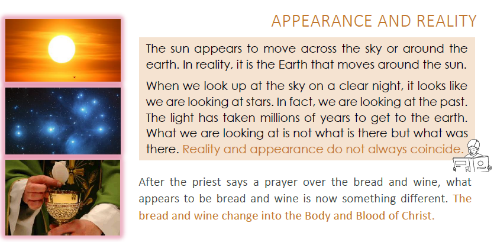 APPEARANCE AND REALITY
The sun appears to move across the sky or around the
earth. In reality, it is the Earth that moves around the sun.
When we look up at the sky on a clear night, it looks like
we are looking at stars. In fact, we are looking at the past.
The light has taken millions of years to get to the earth.
What we are looking at is not what is there but what was
there. Reality and appearance do not always coincide.
After the priest says a prayer over the bread and wine, what
appears to be bread and wine is now something different. The
bread and wine change into the Body and Blood of Christ.